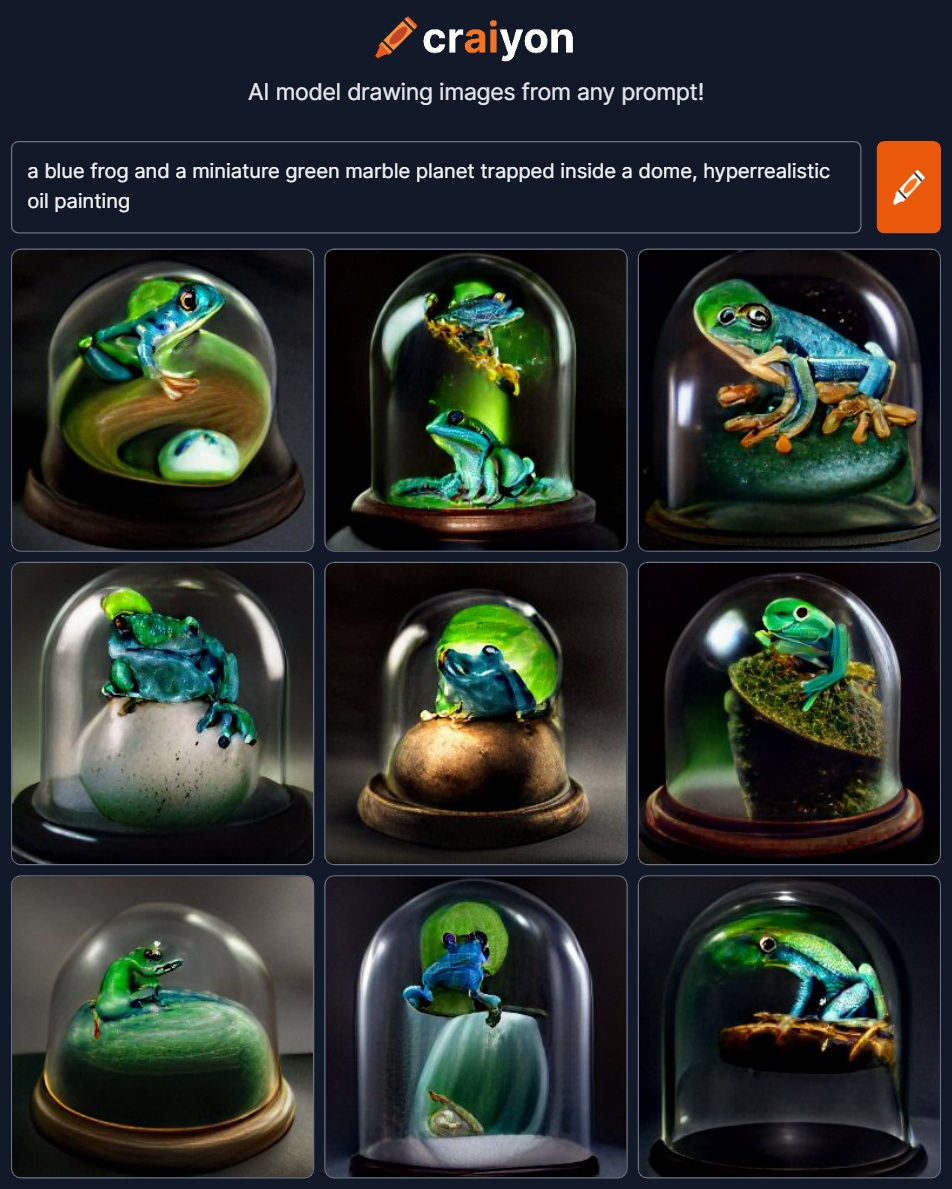 craiyon
AI model drawing images from any prompt!
a blue frog and a miniature green marble planet trapped inside a dome, hyperrealistic
oil painting